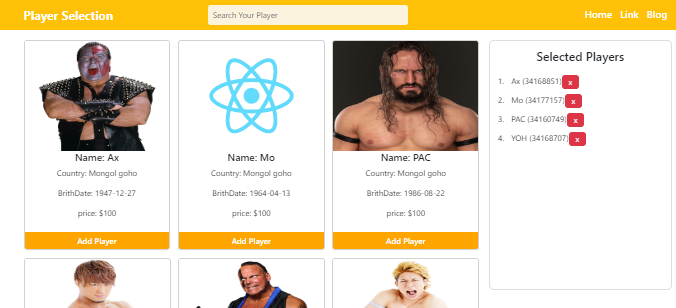 Player Selection
Search Your Player
Home Link Blog
Name: Ax
Country: Mongol goho
BrithDate: 1947-12-27
price: $100
Add Player
Name: Mo
Country: Mongol goho
BrithDate: 1964-04-13
price: $100
Add Player
Name: PAC
Country: Mongol goho
BrithDate: 1986-08-22
price: $100
Add Player
Selected Players
1. Ax (34168851) x
2. Mo (34177157) x
3. PAC (34160749) x
4. YOH (34168707) x